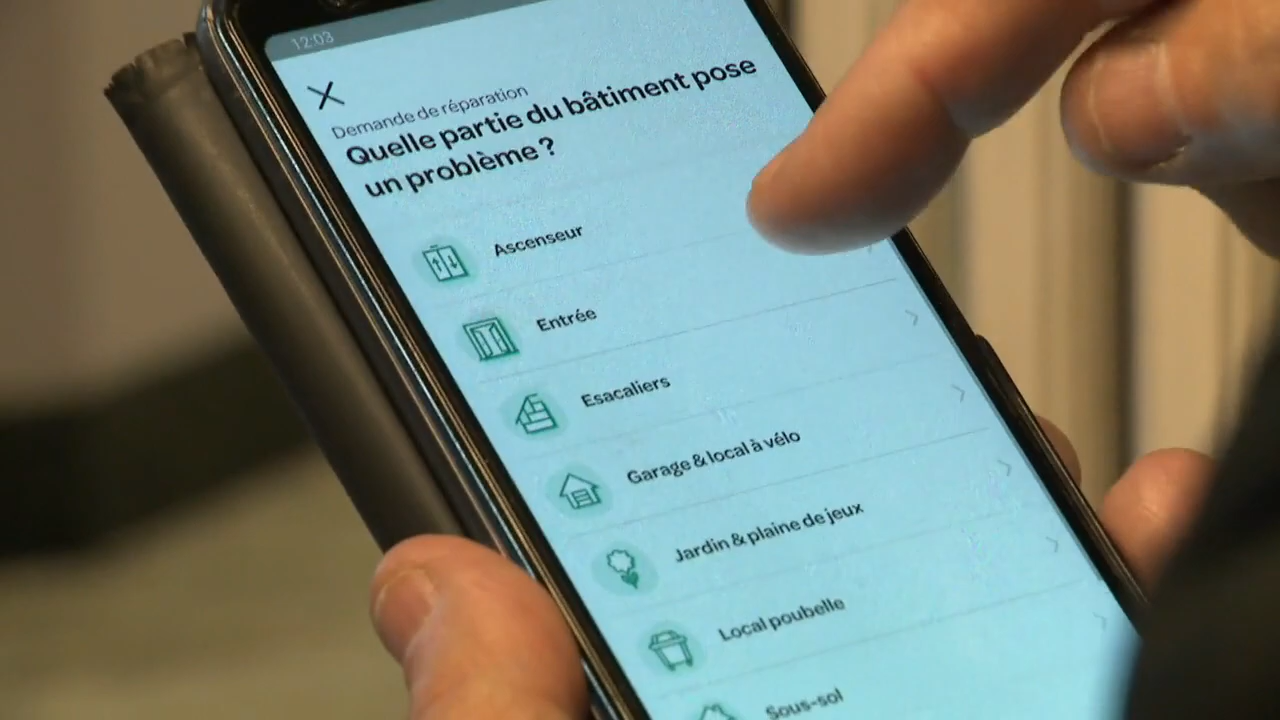 12:03
Demande de réparation
Quelle partie du bâtiment pose
un problème ?
Ascenseur
Entrée
Esacaliers
Garage & local à vélo
Jardin & plaine de jeux
Local poubelle
Sous-sol